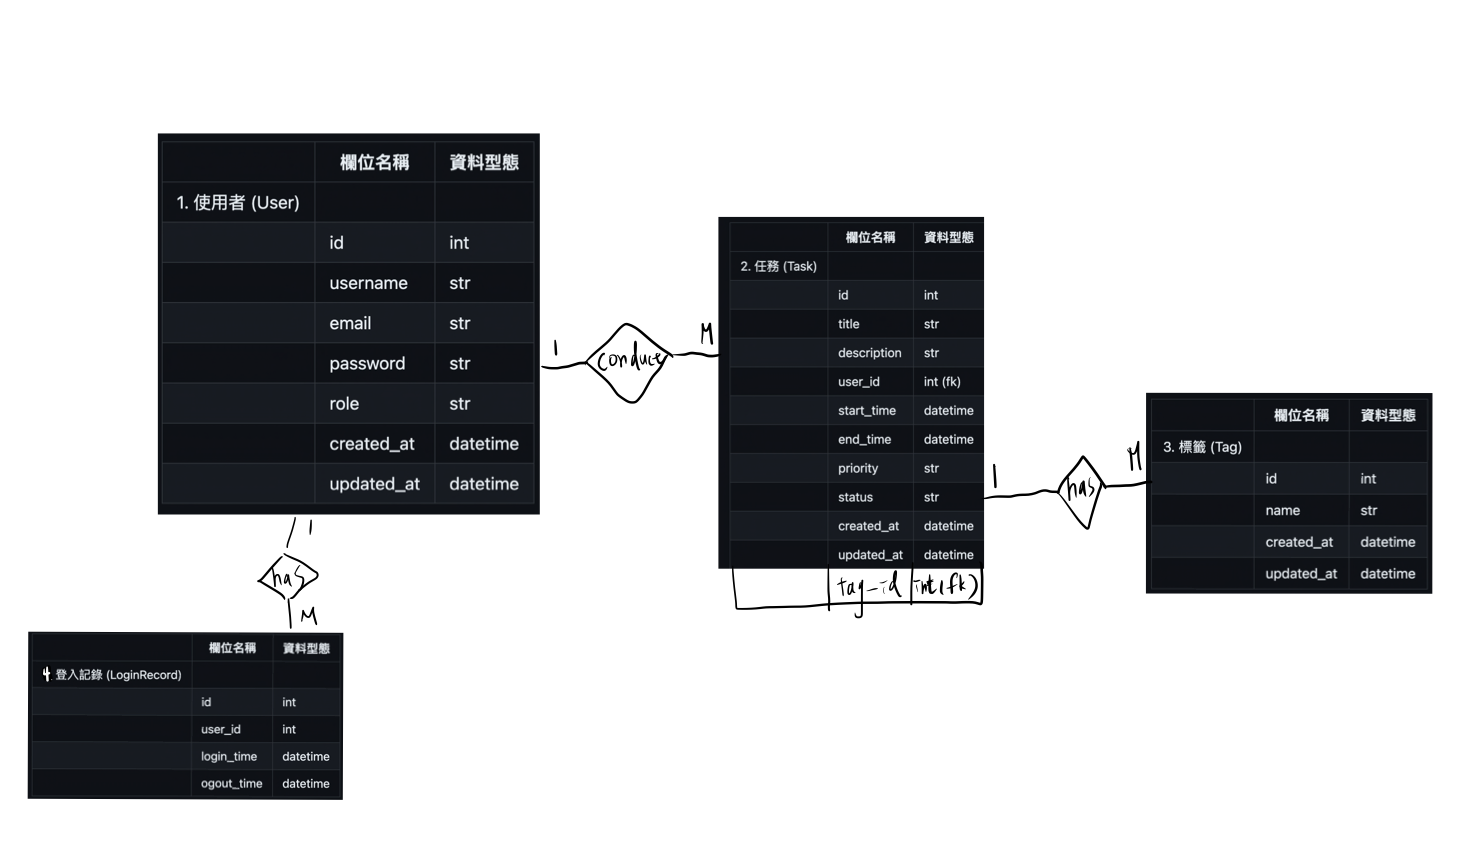 欄位名稱 資料型態
1. 使用者 (User)
id int
username str
email str
password str
role str
created_at datetime
updated_at datetime
1
conduct
M
欄位名稱 資料型態
2. 任務 (Task)
id int
title str
description str
user_id int (fk)
start_time datetime
end_time datetime
priority str
status str
created_at datetime
updated_at datetime
tag_id int(fk)
1
has
M
欄位名稱 資料型態
3. 標籤 (Tag)
id int
name str
created_at datetime
updated_at datetime
1
has
M
欄位名稱 資料型態
4. 登入記錄 (LoginRecord)
id int
user_id int
login_time datetime
ogout_time datetime